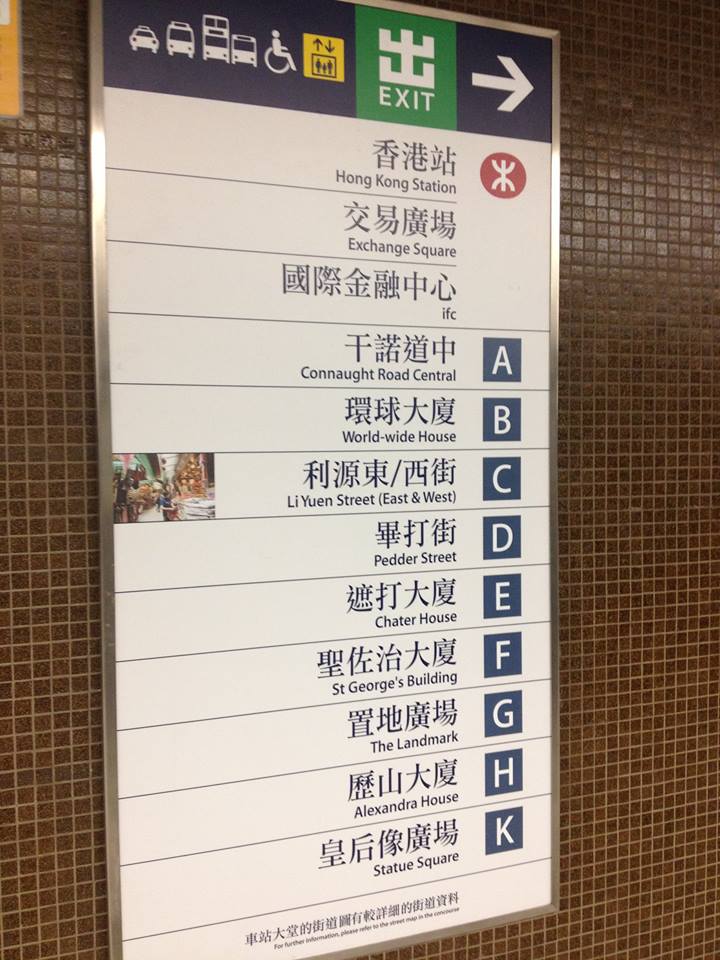 出
EXIT
香港站
Hong Kong Station
交易廣場
Exchange Square
國際金融中心
ifc
干諾道中
Connaught Road Central
A
環球大廈
World-wide House
B
利源東/西街
Li Yuen Street (East & West)
C
畢打街
Pedder Street
D
遮打大廈
Chater House
E
聖佐治大廈
St George's Building
F
置地廣場
The Landmark
G
歷山大廈
Alexandra House
H
皇后像廣場
Statue Square
K
車站大堂的街道圖有較詳細的街道資料
For further information, please refer to the street map in the concourse